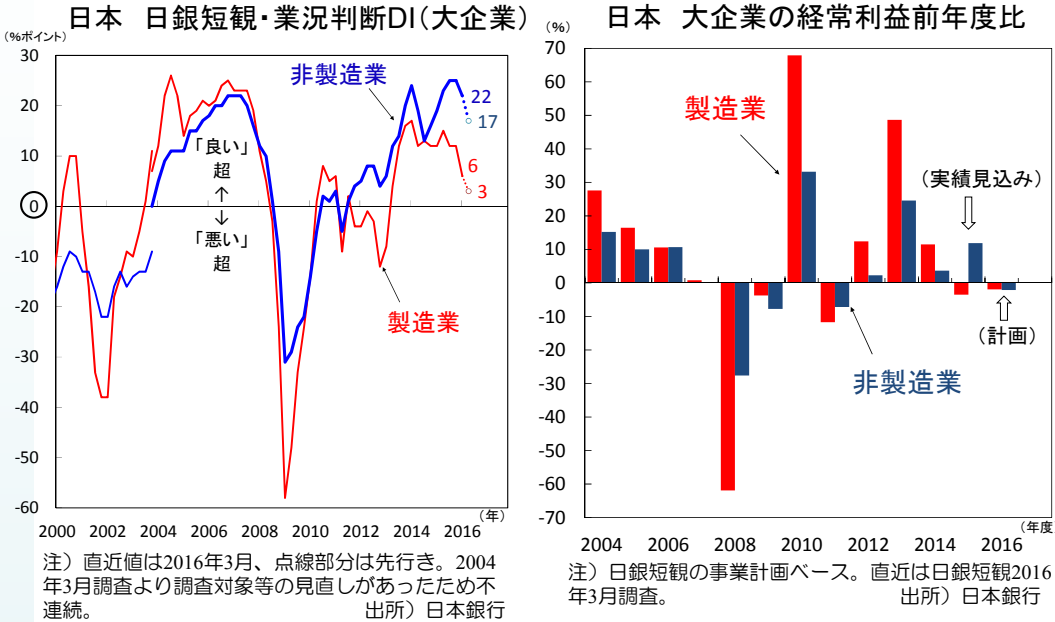 日本 日銀短観・業況判断DI(大企業)
(%ポイント)
30
20
10
0
-10
-20
-30
-40
-50
-60
非製造業
22
17
「良い」
超
↑
↓
「悪い」
超
6
3
製造業
2000 2002 2004 2006 2008 2010 2012 2014 2016
(年)
注）直近値は2016年3月、点線部分は先行き。2004
年3月調査より調査対象等の見直しがあったため不
連続。 出所）日本銀行
日本 大企業の経常利益前年度比
(%)
70
60
50
40
30
20
10
0
-10
-20
-30
-40
-50
-60
-70
製造業
(実績見込み)
(計画)
非製造業
(年度)
2004 2006 2008 2010 2012 2014 2016
注）日銀短観の事業計画ベース。直近は日銀短観2016
年3月調査。 出所）日本銀行